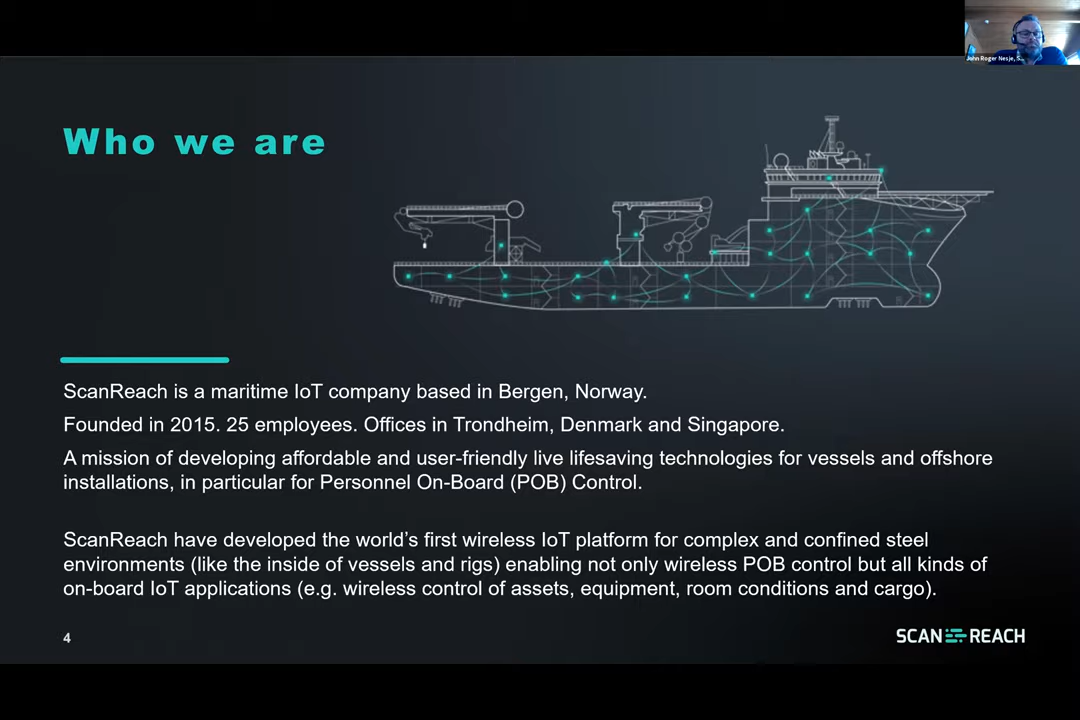 John Roger Nesje, S...
Who we are
ScanReach is a maritime IoT company based in Bergen, Norway.
Founded in 2015. 25 employees. Offices in Trondheim, Denmark and Singapore.
A mission of developing affordable and user-friendly live lifesaving technologies for vessels and offshore
installations, in particular for Personnel On-Board (POB) Control.
ScanReach have developed the world's first wireless IoT platform for complex and confined steel
environments (like the inside of vessels and rigs) enabling not only wireless POB control but all kinds of
on-board IoT applications (e.g. wireless control of assets, equipment, room conditions and cargo).
4
SCAN REACH